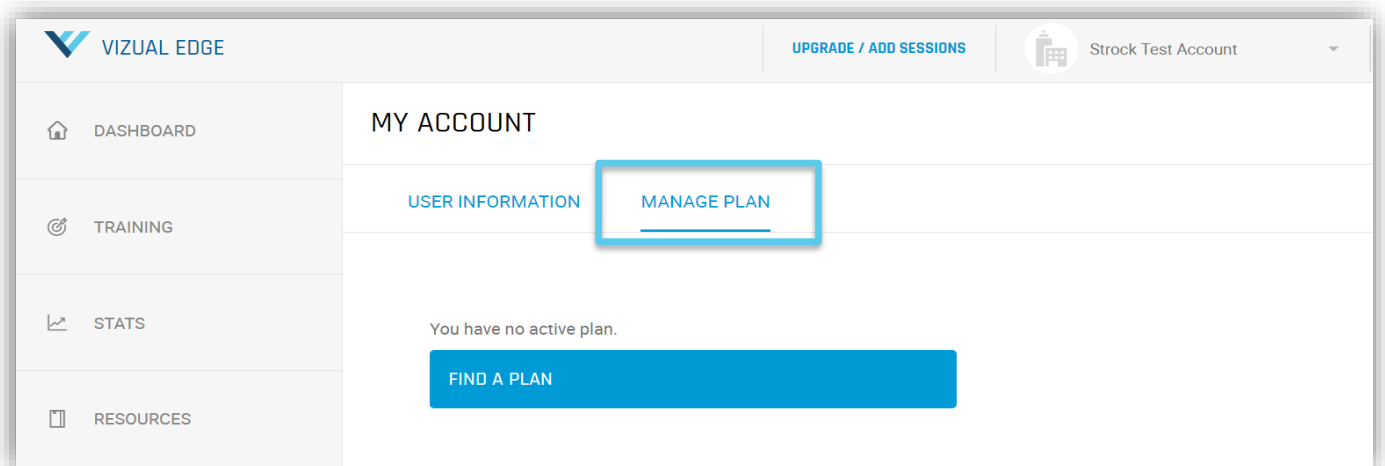 VIZUAL EDGE
UPGRADE / ADD SESSIONS
Strock Test Account
DASHBOARD
TRAINING
STATS
RESOURCES
MY ACCOUNT
USER INFORMATION
MANAGE PLAN
You have no active plan.
FIND A PLAN